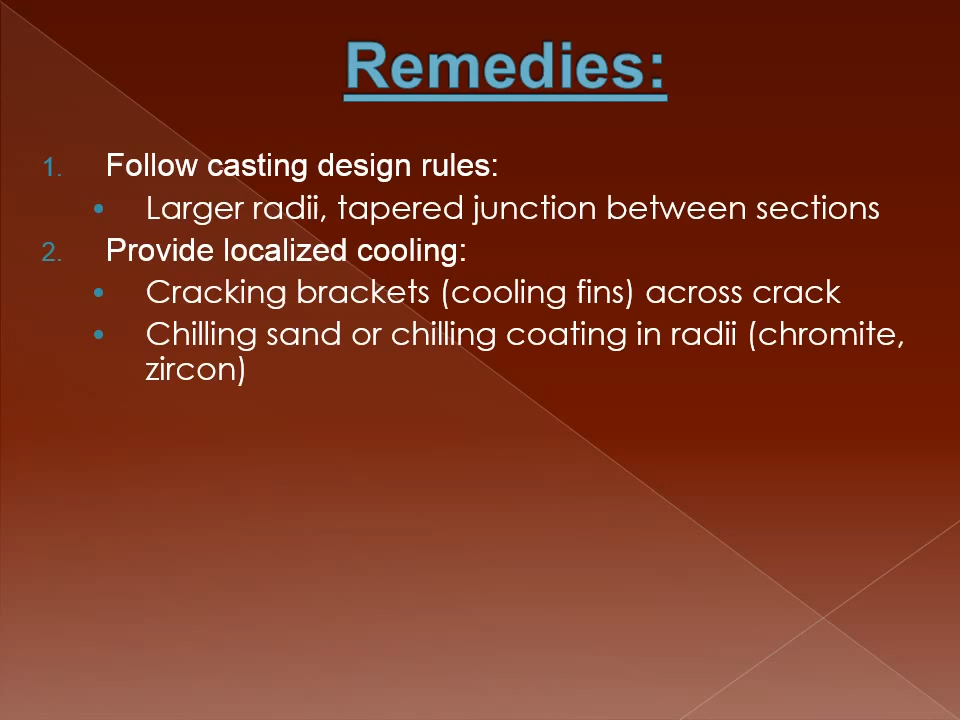 Remedies:
1. Follow casting design rules:
• Larger radii, tapered junction between sections
2. Provide localized cooling:
• Cracking brackets (cooling fins) across crack
• Chilling sand or chilling coating in radii (chromite,
zircon)